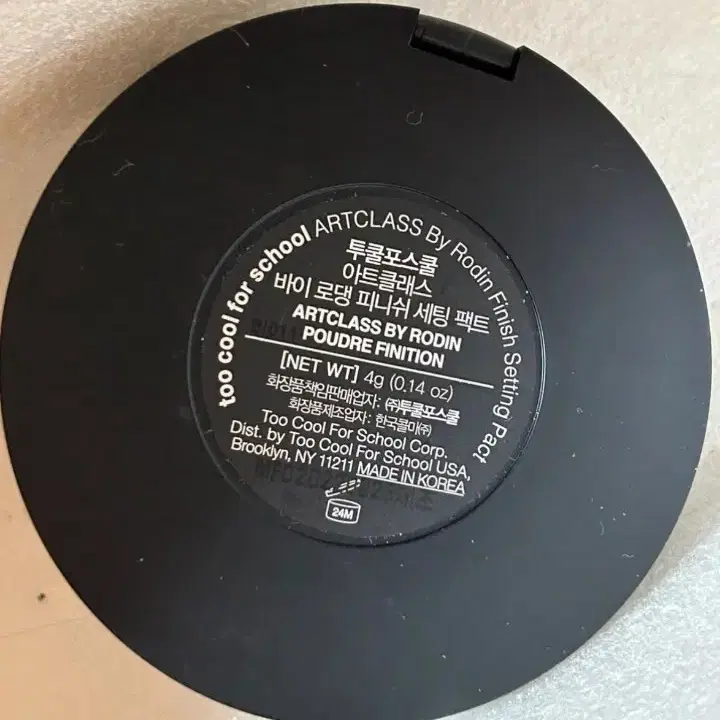 too cool for school ARTCLASS By Rodin Finish Setting Pact
투쿨포스쿨
아트클래스
바이 로댕 피니쉬 세팅 팩트
ARTCLASS BY RODIN
POUDRE FINITION
[NET WT] 4g (0.14 oz)
화장품책임판매업자: ㈜투쿨포스쿨
화장품제조업자: 한국콜마㈜
Too Cool For School Corp.
Dist. by Too Cool For School USA,
Brooklyn, NY 11211 MADE IN KOREA
24M